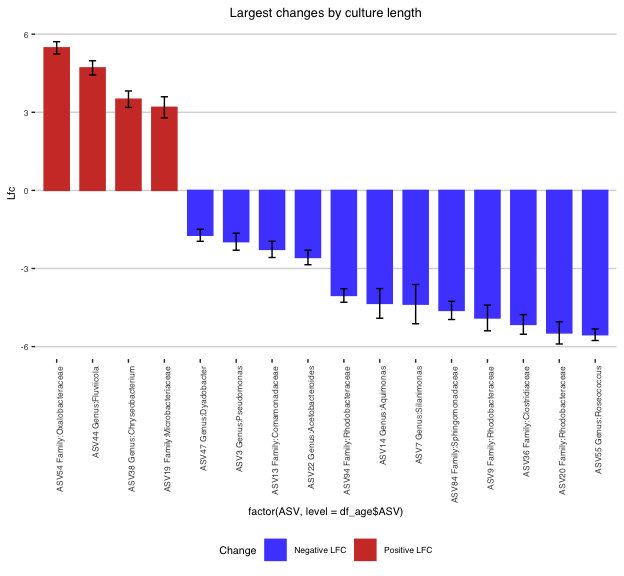 Largest changes by culture length
Lfc
6
3
0
-3
-6
ASV54 Family:Oxalobacteraceae
ASV44 Genus:Fluviicola
ASV38 Genus:Chryseobacterium
ASV19 Family:Microbacteriaceae
ASV47 Genus:Dyadobacter
ASV3 Genus:Pseudomonas
ASV13 Family:Comamonadaceae
ASV22 Genus:Acetobacteroides
ASV94 Family:Rhodobacteraceae
ASV14 Genus:Aquimonas
ASV7 Genus:Silanimonas
ASV84 Family:Sphingomonadaceae
ASV9 Family:Rhodobacteraceae
ASV36 Family:Clostridiaceae
ASV20 Family:Rhodobacteraceae
ASV55 Genus:Roseococcus
factor(ASV, level = df_age$ASV)
Change
Negative LFC
Positive LFC